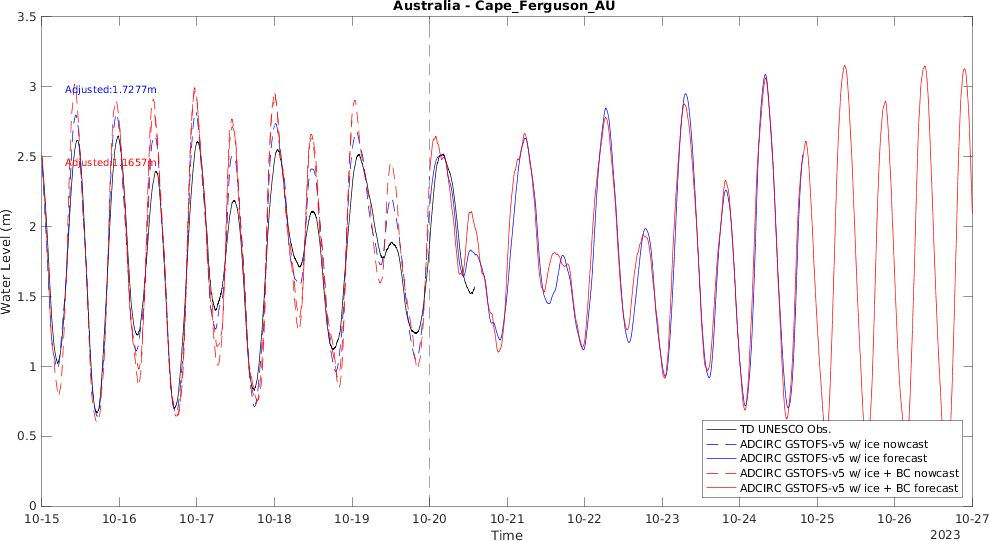 Australia - Cape_Ferguson_AU
3.5
3
2.5
2
1.5
1
0.5
0
Water Level (m)
Adjusted:1.7277m
Adjusted:1.1657m
TD UNESCO Obs.
ADCIRC GSTOFS-v5 w/ ice nowcast
ADCIRC GSTOFS-v5 w/ ice forecast
ADCIRC GSTOFS-v5 w/ ice + BC nowcast
ADCIRC GSTOFS-v5 w/ ice + BC forecast
10-15 10-16 10-17 10-18 10-19 10-20 10-21 10-22 10-23 10-24 10-25 10-26 10-27
Time
2023